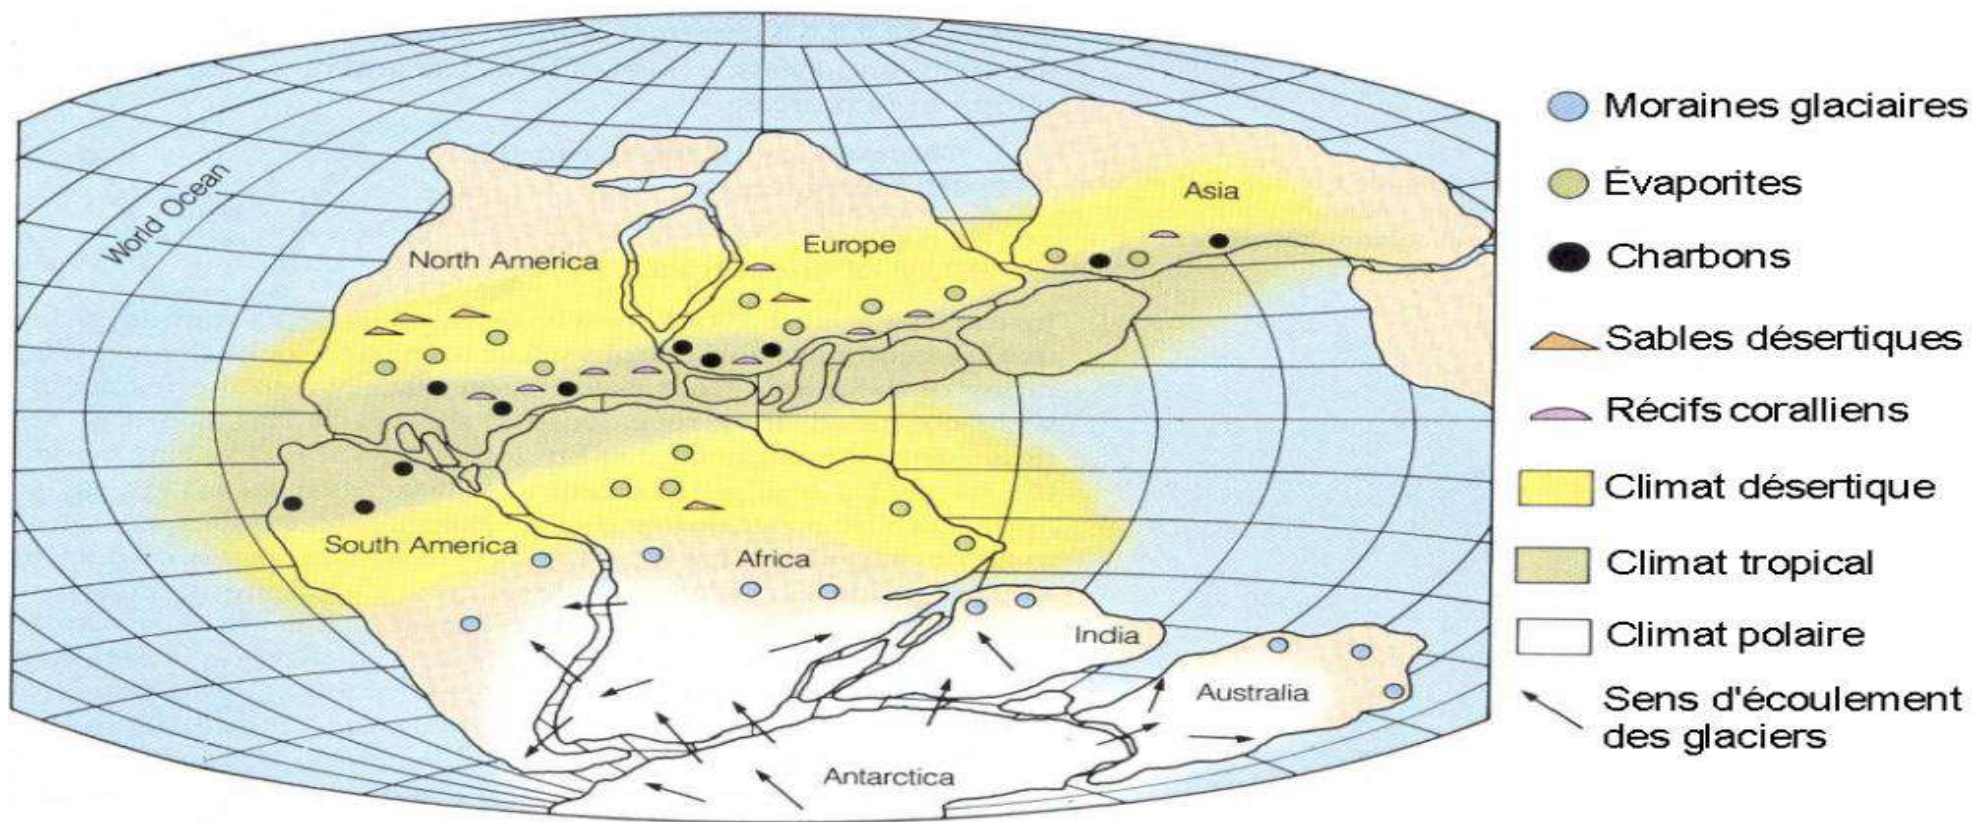 World Ocean
North America
Europe
Asia
South America
Africa
India
Australia
Antarctica
Moraines glaciaires
Évaporites
Charbons
Sables désertiques
Récifs coralliens
Climat désertique
Climat tropical
Climat polaire
Sens d'écoulement
des glaciers